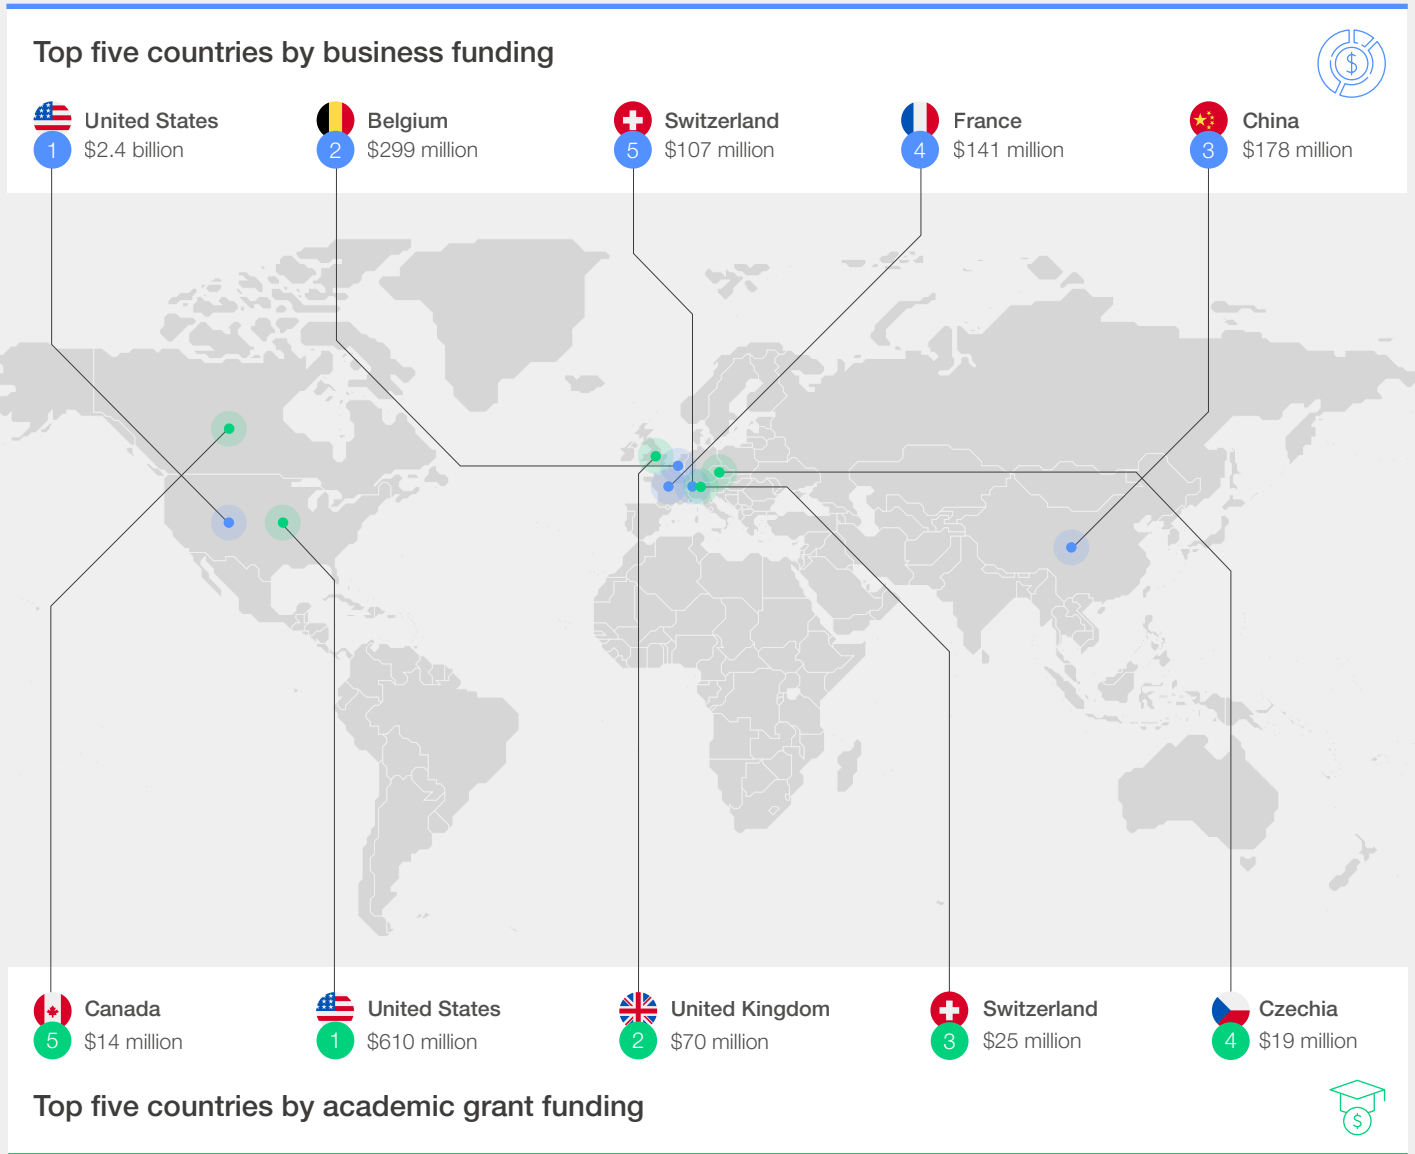 Top five countries by business funding
$
United States
1
$2.4 billion
Belgium
2
$299 million
Switzerland
5
$107 million
France
4
$141 million
China
3
$178 million
Canada
5
$14 million
United States
1
$610 million
United Kingdom
2
$70 million
Switzerland
3
$25 million
Czechia
4
$19 million
Top five countries by academic grant funding
$